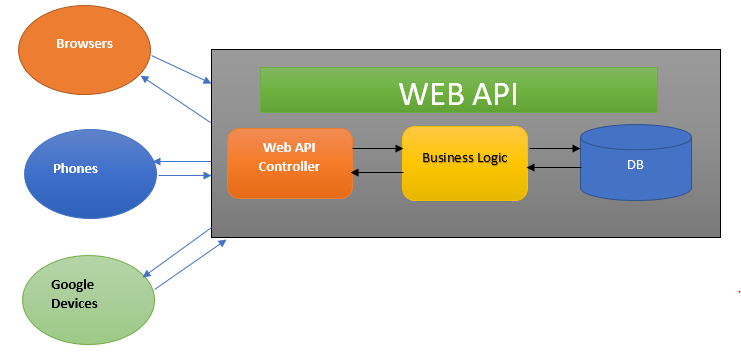 Browsers
WEB API
Web API
Controller
Business Logic
DB
Phones
Google
Devices